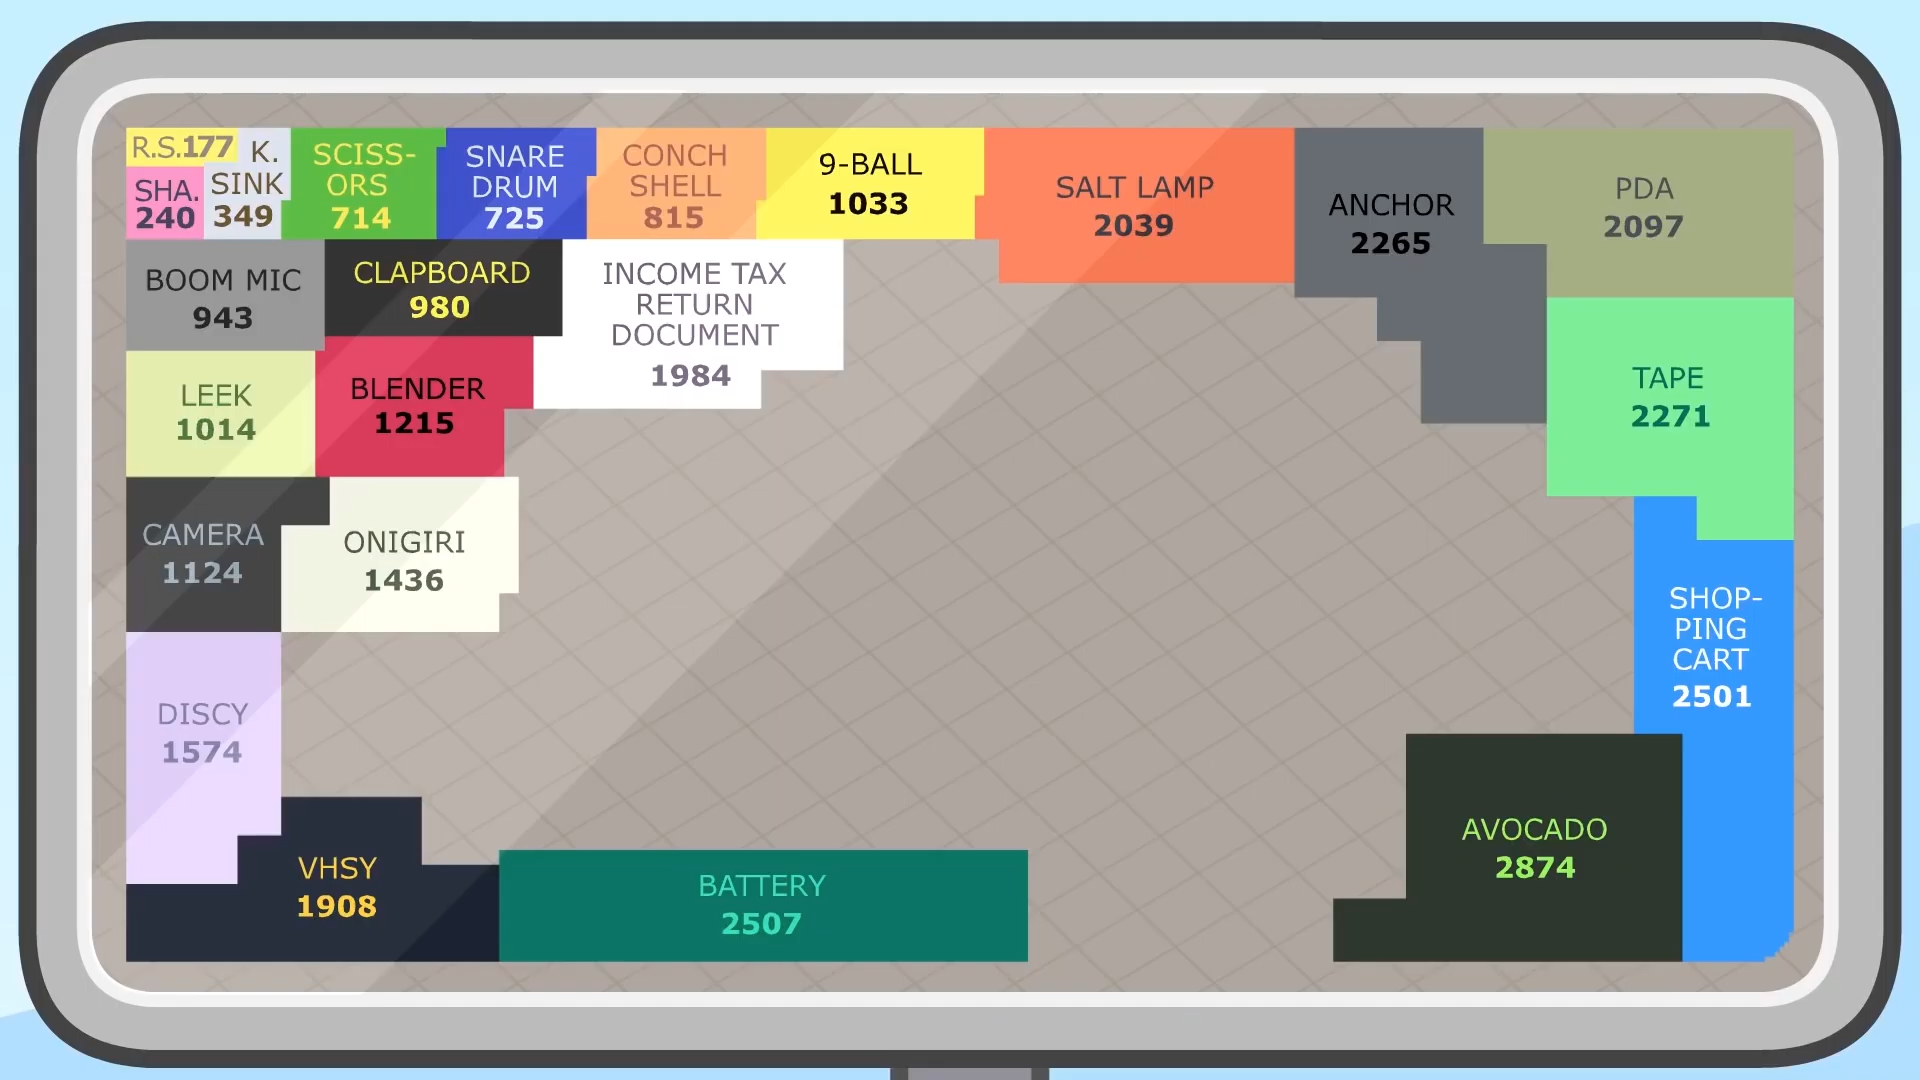 R.S.177
K.
SINK
349
SHA.
240
SCISS-
ORS
714
SNARE
DRUM
725
CONCH
SHELL
815
9-BALL
1033
SALT LAMP
2039
ANCHOR
2265
PDA
2097
BOOM MIC
943
CLAPBOARD
980
INCOME TAX
RETURN
DOCUMENT
1984
LEEK
1014
BLENDER
1215
TAPE
2271
CAMERA
1124
ONIGIRI
1436
SHOP-
PING
CART
2501
DISCY
1574
VHSY
1908
BATTERY
2507
AVOCADO
2874